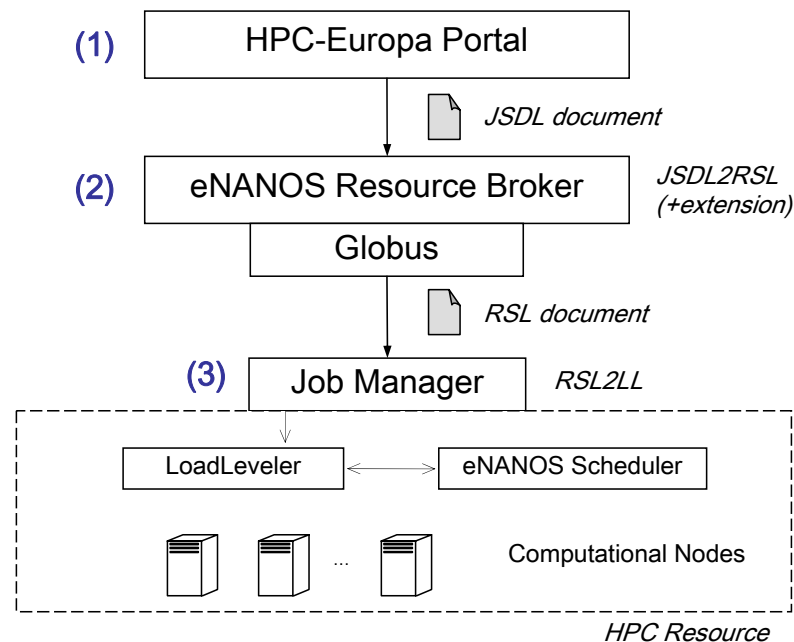 (1)
HPC-Europa Portal
JSDL document
(2)
eNANOS Resource Broker
JSDL2RSL
(+extension)
Globus
RSL document
(3)
Job Manager
RSL2LL
LoadLeveler
eNANOS Scheduler
...
Computational Nodes
HPC Resource